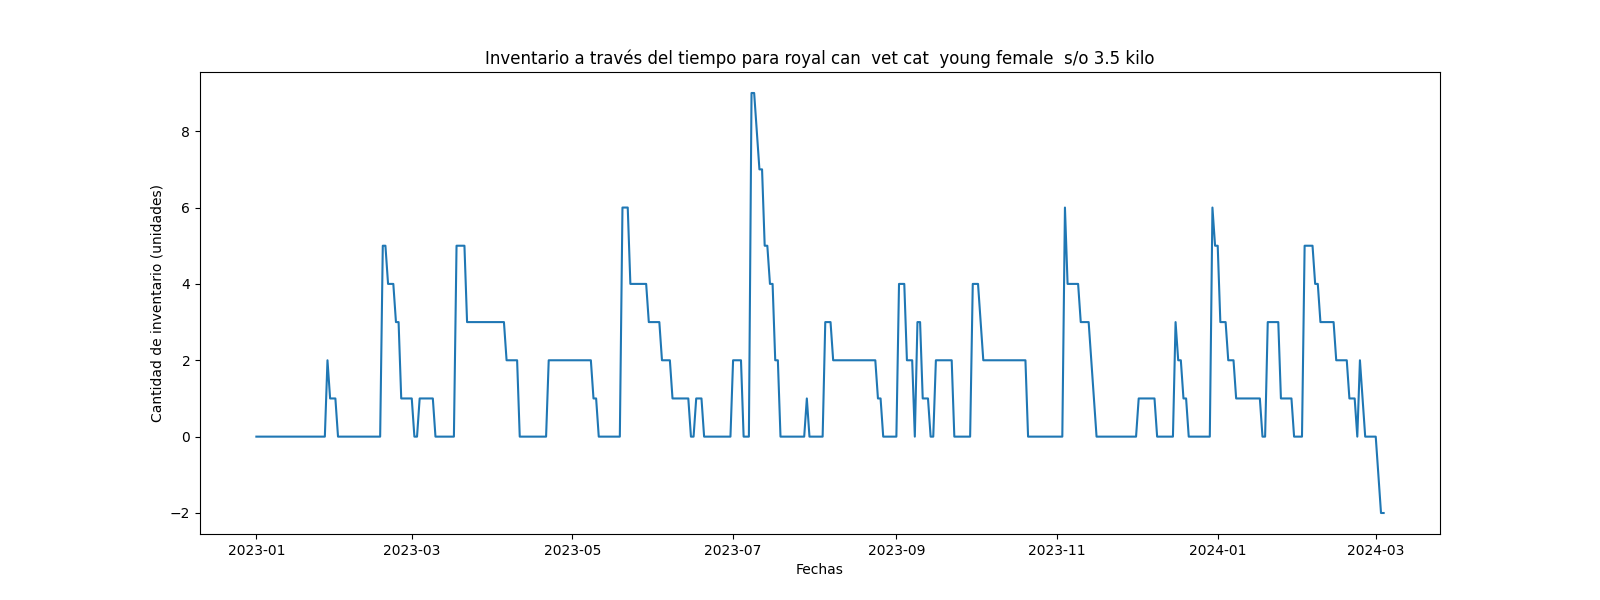 Inventario a través del tiempo para royal can  vet cat  young female  s/o 3.5 kilo
Cantidad de inventario (unidades)
8
6
4
2
0
−2
2023-01 2023-03 2023-05 2023-07 2023-09 2023-11 2024-01 2024-03
Fechas